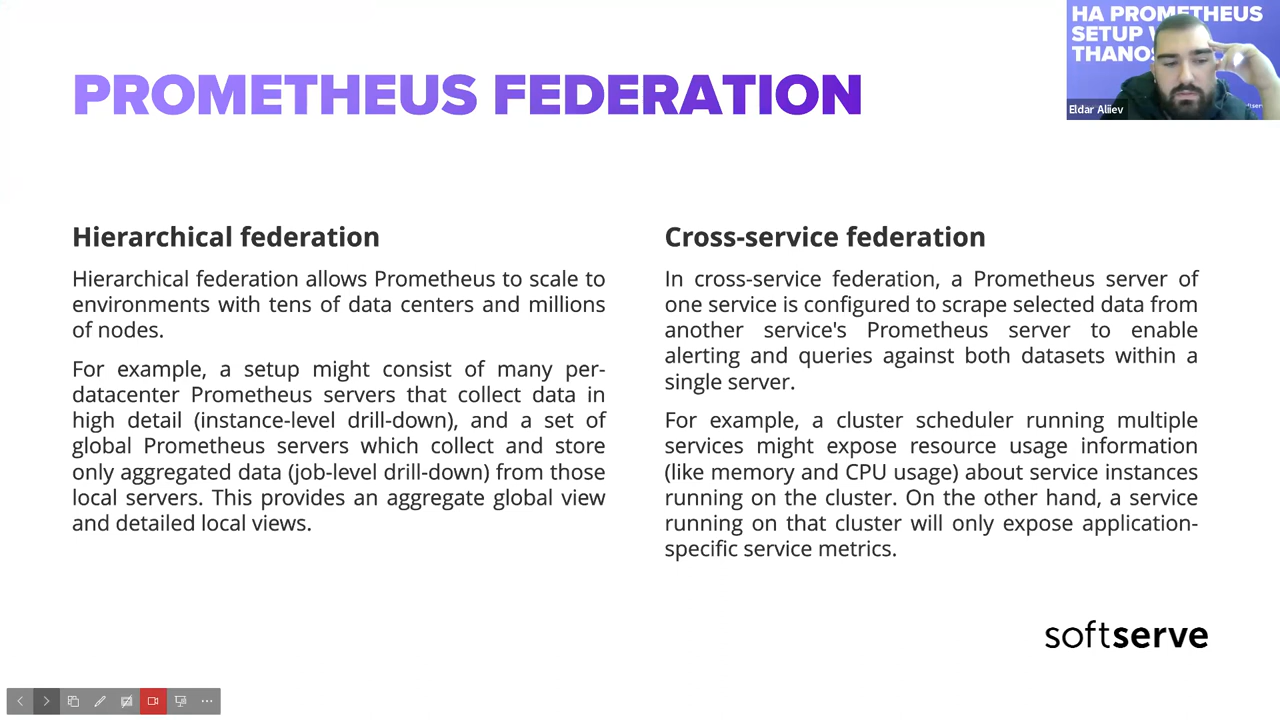 PROMETHEUS FEDERATION
HA PROMETHEUS
SETUP
THANOS
Eldar Aliiev
Hierarchical federation
Hierarchical federation allows Prometheus to scale to
environments with tens of data centers and millions
of nodes.
For example, a setup might consist of many per-
datacenter Prometheus servers that collect data in
high detail (instance-level drill-down), and a set of
global Prometheus servers which collect and store
only aggregated data (job-level drill-down) from those
local servers. This provides an aggregate global view
and detailed local views.
Cross-service federation
In cross-service federation, a Prometheus server of
one service is configured to scrape selected data from
another service's Prometheus server to enable
alerting and queries against both datasets within a
single server.
For example, a cluster scheduler running multiple
services might expose resource usage information
(like memory and CPU usage) about service instances
running on the cluster. On the other hand, a service
running on that cluster will only expose application-
specific service metrics.
softserve